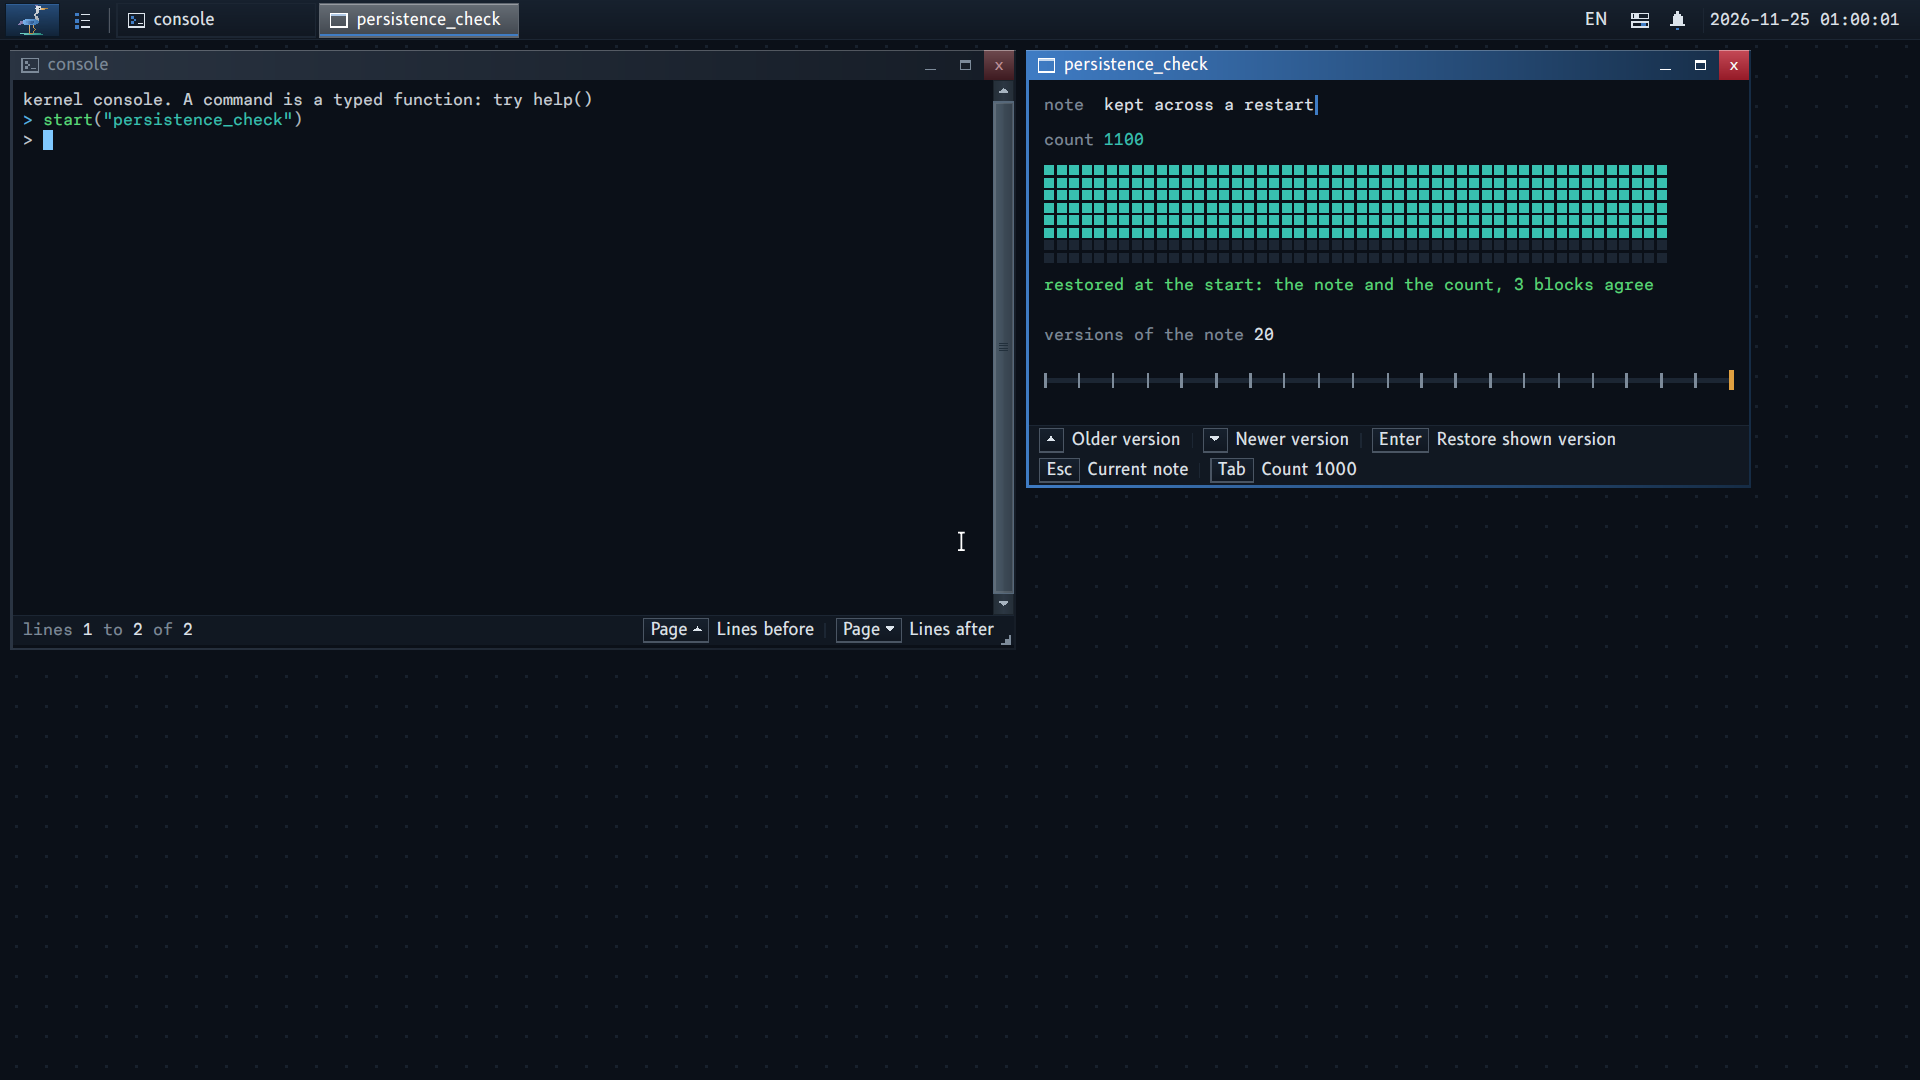 console
persistence_check
EN
2026-11-25 01:00:01
console
x
kernel console. A command is a typed function: try help()
> start("persistence_check")
>
lines 1 to 2 of 2
Page Lines before
Page Lines after
persistence_check
x
note kept across a restart
count 1100
restored at the start: the note and the count, 3 blocks agree
versions of the note 20
Older version
Newer version
Enter Restore shown version
Esc Current note
Tab Count 1000